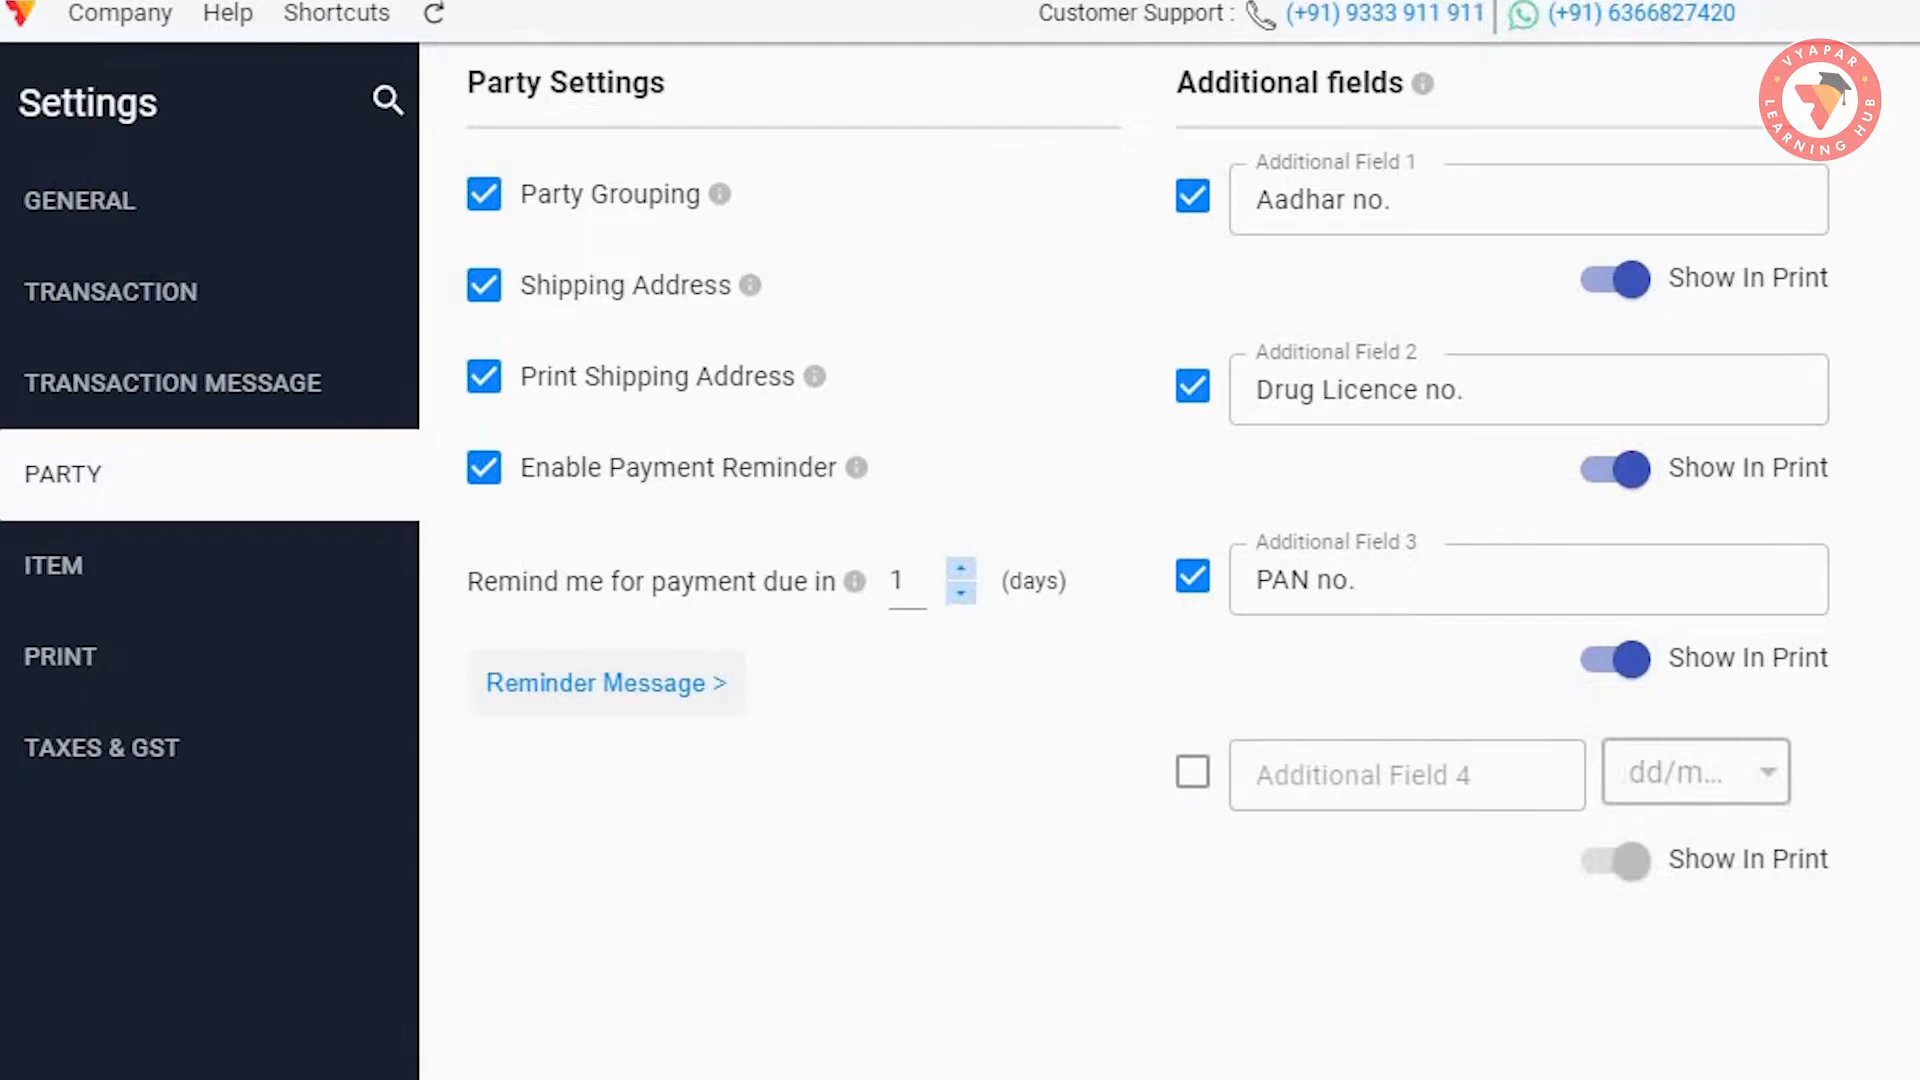 Company Help Shortcuts
Customer Support : (+91) 9333 911 911 | (+91) 6366827420
VYAPAR
LEARNING HUB
Settings
GENERAL
TRANSACTION
TRANSACTION MESSAGE
PARTY
ITEM
PRINT
TAXES & GST
Party Settings
Party Grouping
Shipping Address
Print Shipping Address
Enable Payment Reminder
Remind me for payment due in 1 (days)
Reminder Message >
Additional fields
Additional Field 1
Aadhar no.
Show In Print
Additional Field 2
Drug Licence no.
Show In Print
Additional Field 3
PAN no.
Show In Print
Additional Field 4 dd/m...
Show In Print